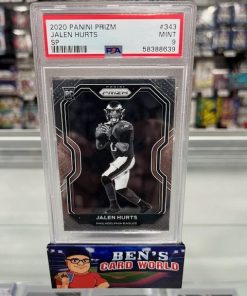 2020 PANINI PRIZM #343
JALEN HURTS MINT
SP 9
PSA 58388639
PANINI
PRIZM
JALEN HURTS
PHILADELPHIA EAGLES
BEN'S
CARD WORLD